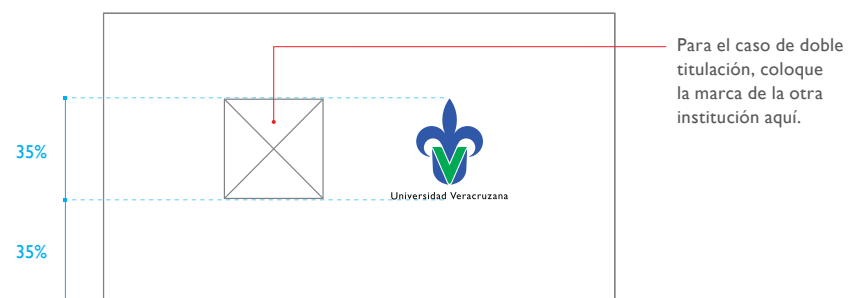 Para el caso de doble
titulación, coloque
la marca de la otra
institución aquí.
35%
Universidad Veracruzana
35%